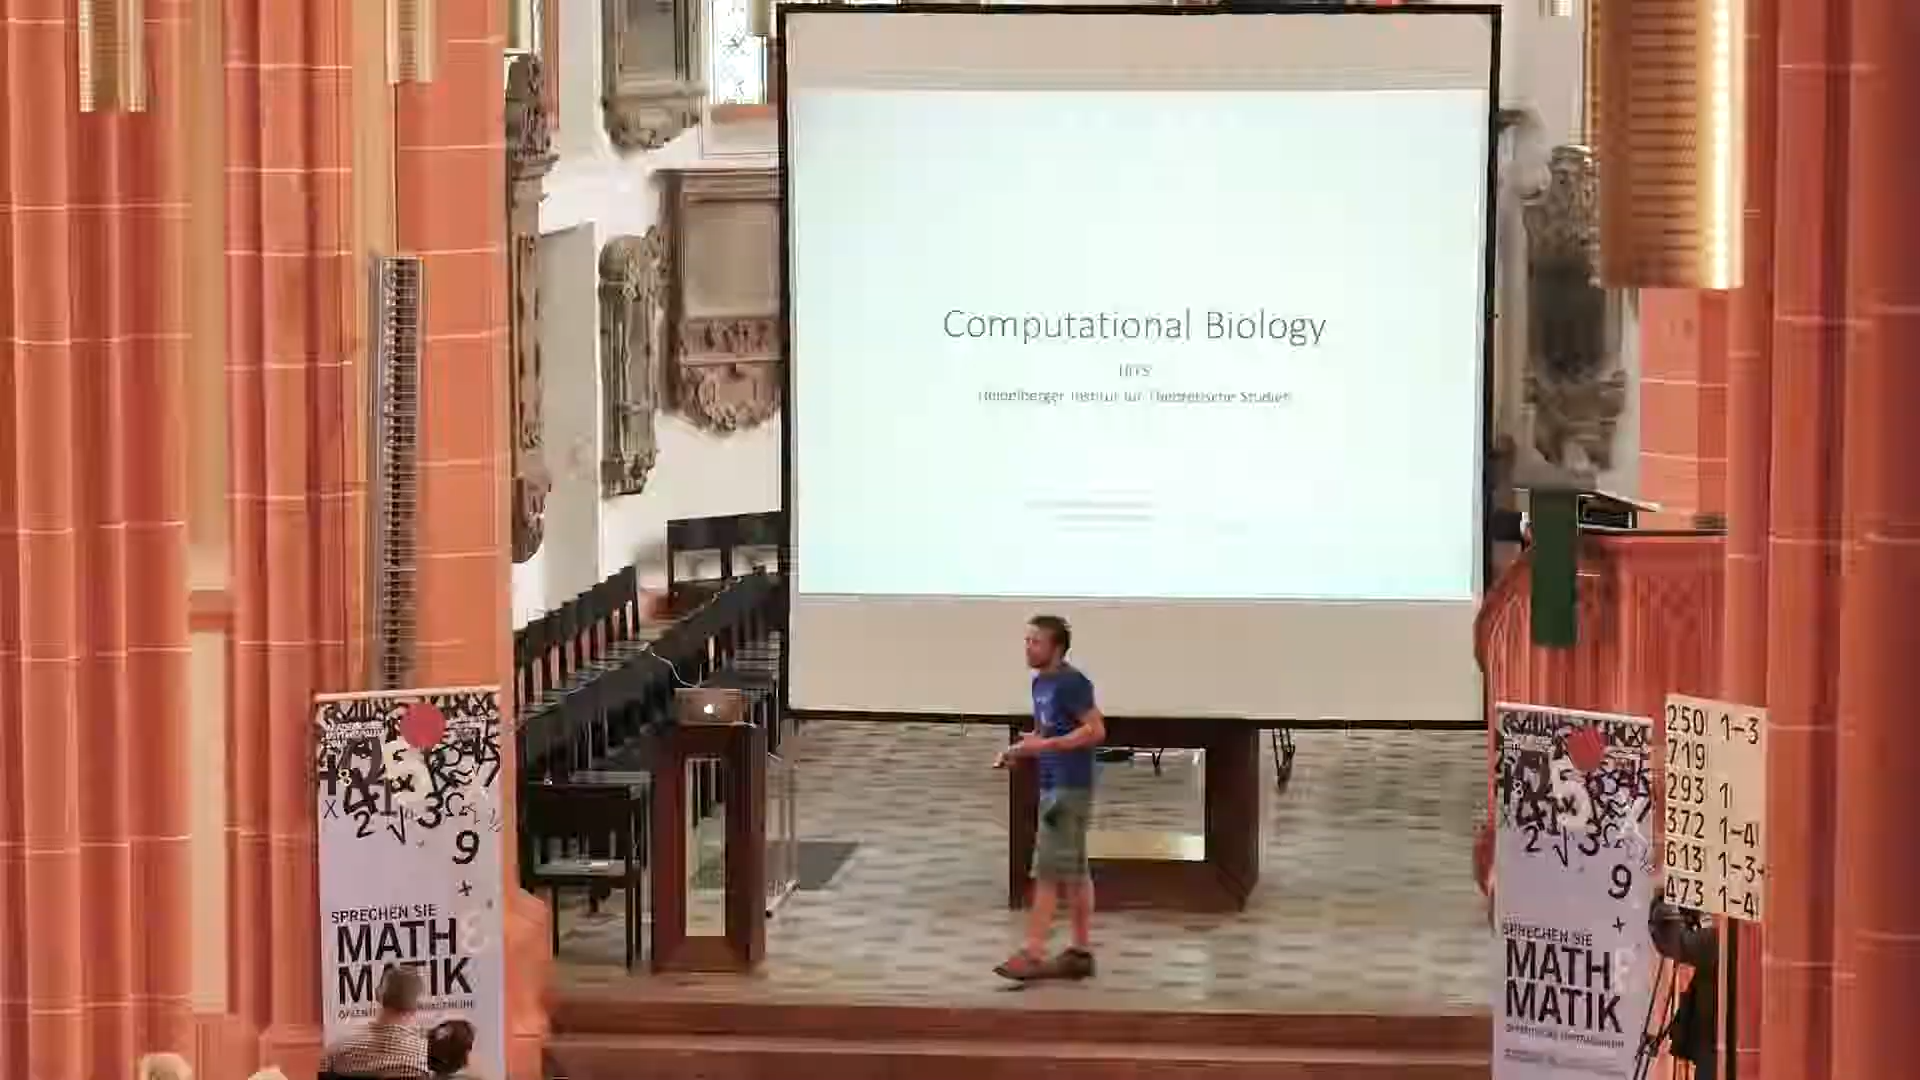 Computational Biology
HITS
Heidelberger Institut für Theoretische Studien
SPRECHEN SIE
MATH
MATIK
SPRECHEN SIE
MATHE
MATIK
250 1-3
719
293 1
372 1-4
613 1-3+
473 1-4